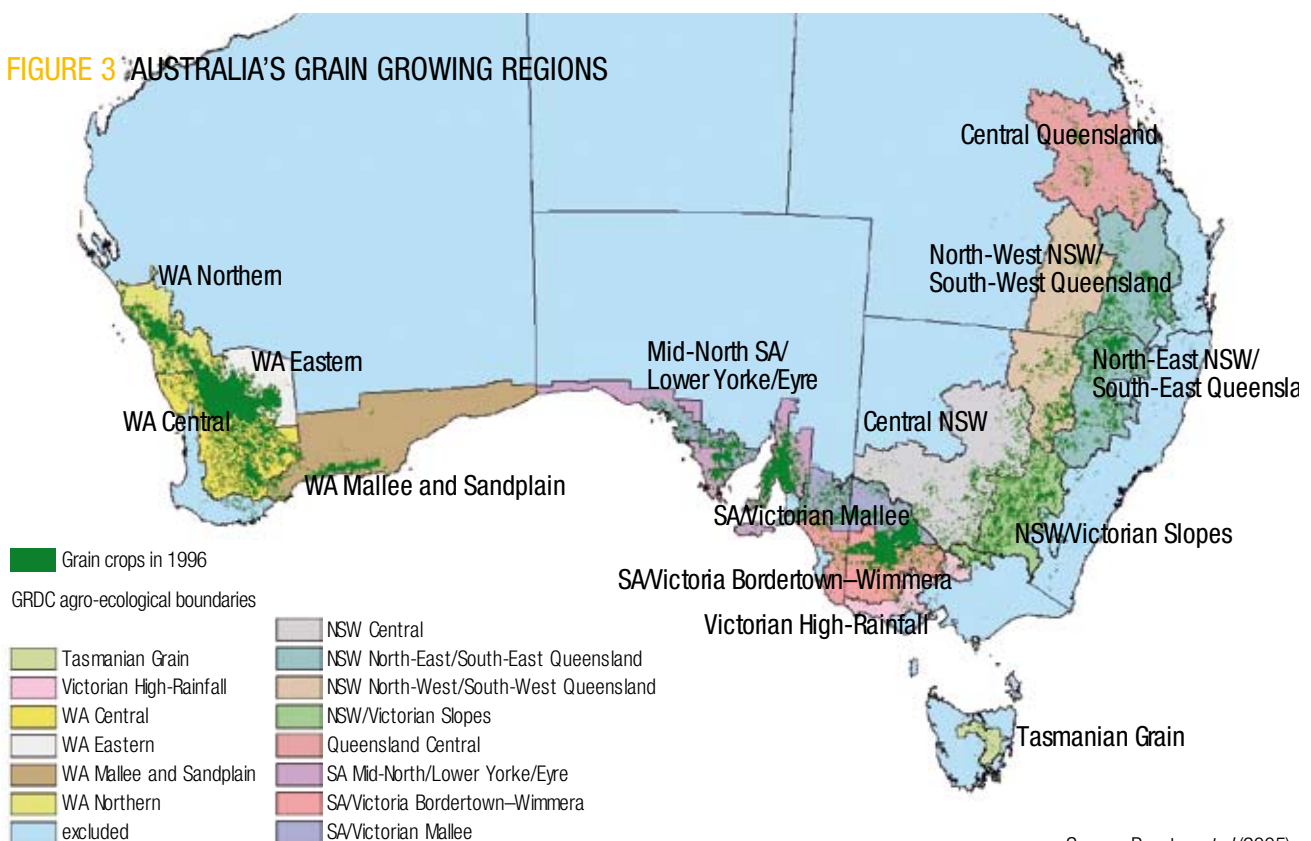 FIGURE 3 AUSTRALIA'S GRAIN GROWING REGIONS
Central Queensland
North-West NSW/
South-West Queensland
WA Northern
Mid-North SA/
Lower Yorke/Eyre
WA Eastern
North-East NSW/
South-East Queensla
WA Central
Central NSW
WA Mallee and Sandplain
SA/Victorian Mallee
NSW/Victorian Slopes
SA/Victoria Bordertown–Wimmera
Victorian High-Rainfall
Tasmanian Grain
Grain crops in 1996
GRDC agro-ecological boundaries
Tasmanian Grain
Victorian High-Rainfall
WA Central
WA Eastern
WA Mallee and Sandplain
WA Northern
excluded
NSW Central
NSW North-East/South-East Queensland
NSW North-West/South-West Queensland
NSW/Victorian Slopes
Queensland Central
SA Mid-North/Lower Yorke/Eyre
SA/Victoria Bordertown–Wimmera
SA/Victorian Mallee